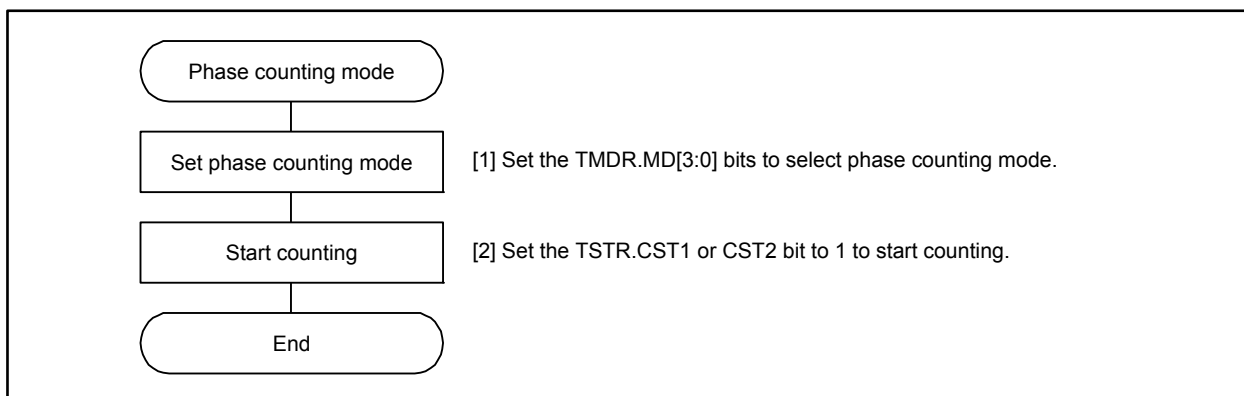 Phase counting mode
Set phase counting mode
[1] Set the TMDR.MD[3:0] bits to select phase counting mode.
Start counting
[2] Set the TSTR.CST1 or CST2 bit to 1 to start counting.
End